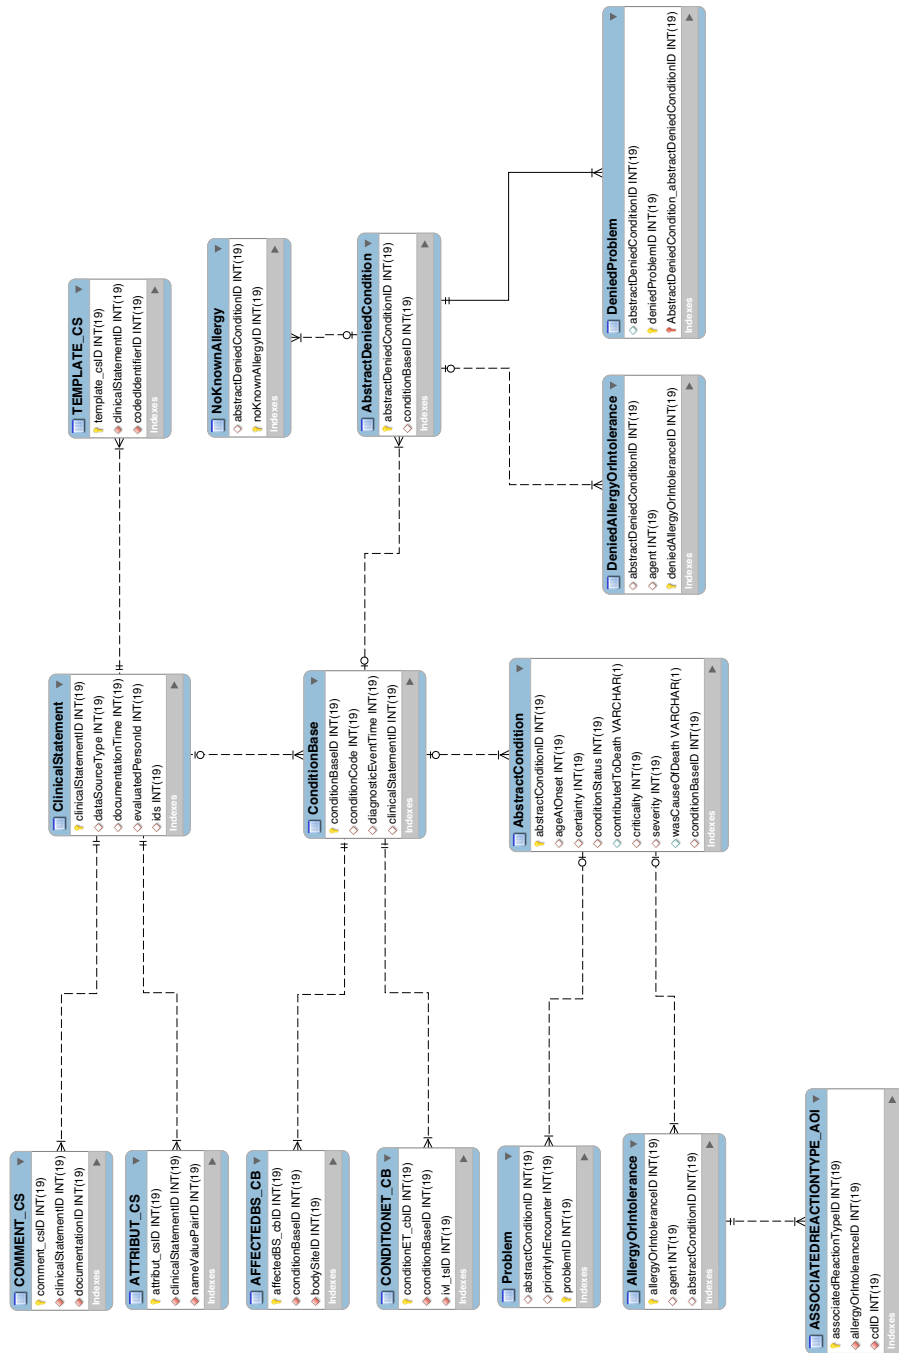 COMMENT_CS
comment_csID INT(19)
clinicalStatementID INT(19)
documentationID INT(19)
Indexes
ATTRIBUT_CS
attribut_csID INT(19)
clinicalStatementID INT(19)
nameValuePairID INT(19)
Indexes
AFFECTEDBS_CB
affectedBS_cbID INT(19)
conditionBaseID INT(19)
bodySiteID INT(19)
Indexes
CONDITIONET_CB
conditionET_cbID INT(19)
conditionBaseID INT(19)
ivl_tsID INT(19)
Indexes
Problem
abstractConditionID INT(19)
priorityInEncounter INT(19)
problemID INT(19)
Indexes
AllergyOrIntolerance
allergyOrIntoleranceID INT(19)
agent INT(19)
abstractConditionID INT(19)
Indexes
ASSOCIATEDREACTIONTYPE_AOI
associatedReactionTypeID INT(19)
allergyOrIntoleranceID INT(19)
cdID INT(19)
Indexes
ClinicalStatement
clinicalStatementID INT(19)
dataSourceType INT(19)
documentationTime INT(19)
evaluatedPersonId INT(19)
ids INT(19)
Indexes
ConditionBase
conditionBaseID INT(19)
conditionCode INT(19)
diagnosticEventTime INT(19)
clinicalStatementID INT(19)
Indexes
AbstractCondition
abstractConditionID INT(19)
ageAtOnset INT(19)
certainty INT(19)
conditionStatus INT(19)
contributedToDeath VARCHAR(1)
criticality INT(19)
severity INT(19)
wasCauseOfDeath VARCHAR(1)
conditionBaseID INT(19)
Indexes
TEMPLATE_CS
template_csID INT(19)
clinicalStatementID INT(19)
codedIdentifierID INT(19)
Indexes
NoKnownAllergy
abstractDeniedConditionID INT(19)
noKnownAllergyID INT(19)
Indexes
AbstractDeniedCondition
abstractDeniedConditionID INT(19)
conditionBaseID INT(19)
Indexes
DeniedAllergyOrIntolerance
abstractDeniedConditionID INT(19)
agent INT(19)
deniedAllergyOrIntoleranceID INT(19)
Indexes
DeniedProblem
abstractDeniedConditionID INT(19)
deniedProblemID INT(19)
AbstractDeniedCondition_abstractDeniedConditionID INT(19)
Indexes